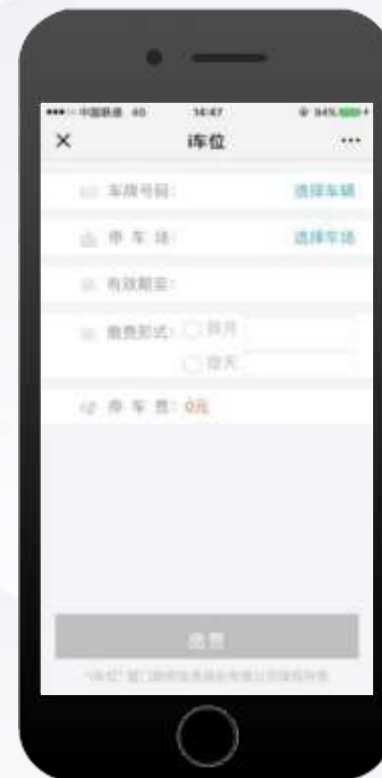 中国联通 4G 14:47 94%
i车位
车牌号码： 选择车辆
停 车 场： 选择车场
有效期至：
缴费形式： 按月
按天
停 车 费： 0元
缴费